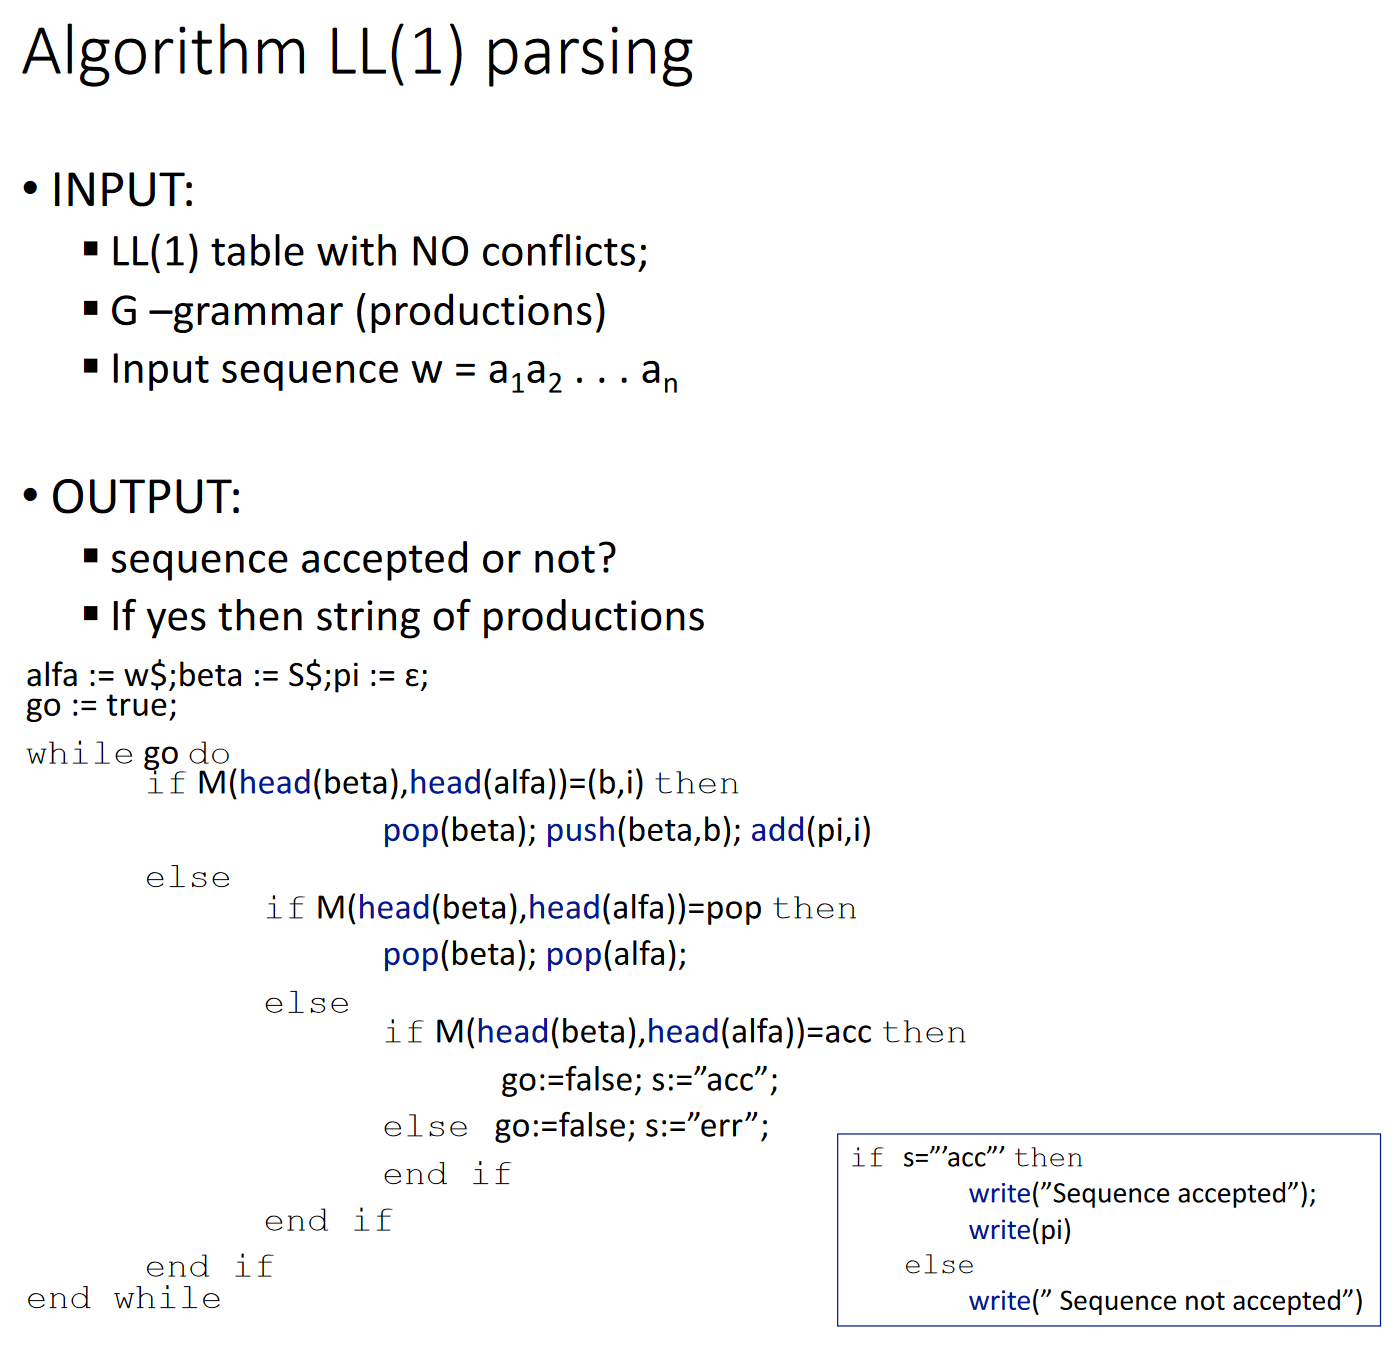 Algorithm LL(1) parsing
• INPUT:
▪ LL(1) table with NO conflicts;
▪ G –grammar (productions)
▪ Input sequence w = a₁a₂ . . . aₙ
• OUTPUT:
▪ sequence accepted or not?
▪ If yes then string of productions
alfa := w$;beta := S$;pi := ε;
go := true;
while go do
if M(head(beta),head(alfa))=(b,i) then
pop(beta); push(beta,b); add(pi,i)
else
if M(head(beta),head(alfa))=pop then
pop(beta); pop(alfa);
else
if M(head(beta),head(alfa))=acc then
go:=false; s:=”acc”;
else go:=false; s:=”err”;
end if
end if
end if
end while
if s=”’acc”’ then
write(”Sequence accepted”);
write(pi)
else
write(” Sequence not accepted”)